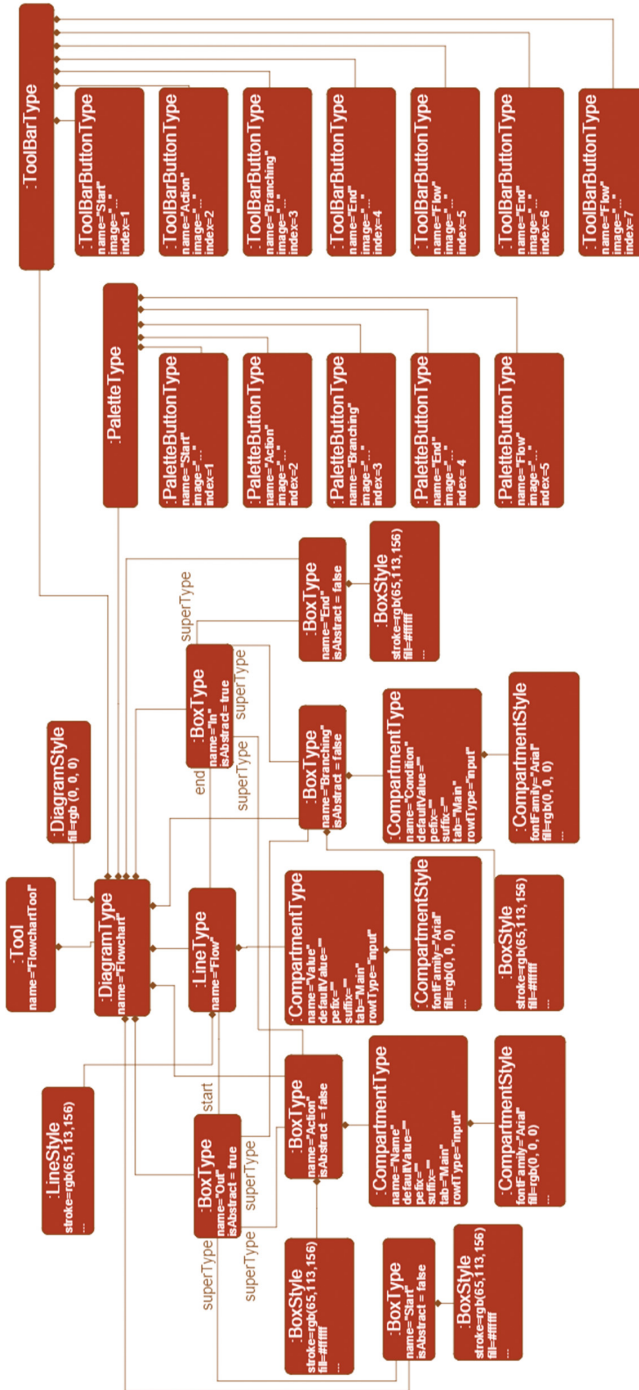 :Tool
name="FlowchartTool"
:LineStyle
stroke=rgb(65,113,156)
...
:DiagramStyle
fill=rgb (0, 0, 0)
:ToolBarType
:DiagramType
name="Flowchart"
:PaletteType
superType
superType
start
end
superType
superType
:BoxType
name="Out"
isAbstract = true
:LineType
name="Flow"
:BoxType
name="In"
isAbstract= true
superType
superType
superType
:BoxStyle
stroke=rgb(65,113,156)
fill=#ffffff
...
:BoxType
name="Action"
isAbstract = false
:CompartmentType
name="Value"
defaultValue=""
pefix=""
suffix=""
tab="Main"
rowType="input"
:BoxType
name="Branching"
isAbstract = false
:BoxType
name="End"
isAbstract = false
:BoxType
name="Start"
isAbstract = false
:CompartmentType
name="Name"
defaultValue=""
pefix=""
suffix=""
tab="Main"
rowType="input"
:CompartmentStyle
fontFamily="Arial"
fill=rgb(0, 0, 0)
...
:CompartmentType
name="Condition"
defaultValue=""
pefix=""
suffix=""
tab="Main"
rowType="input"
:BoxStyle
stroke=rgb(65,113,156)
fill=#ffffff
...
:BoxStyle
stroke=rgb(65,113,156)
fill=#ffffff
...
:CompartmentStyle
fontFamily="Arial"
fill=rgb(0, 0, 0)
...
:BoxStyle
stroke=rgb(65,113,156)
fill=#ffffff
...
:CompartmentStyle
fontFamily="Arial"
fill=rgb(0, 0, 0)
...
:PaletteButtonType
name="Start"
image="..."
index=1
:PaletteButtonType
name="Action"
image="..."
index=2
:PaletteButtonType
name="Branching"
image="..."
index=3
:PaletteButtonType
name="End"
image="..."
index= 4
:PaletteButtonType
name="Flow"
image="..."
index=5
:ToolBarButtonType
name="Start"
image="..."
index=1
:ToolBarButtonType
name="Action"
image="..."
index=2
:ToolBarButtonType
name="Branching"
image="..."
index=3
:ToolBarButtonType
name="End"
image="..."
index=4
:ToolBarButtonType
name="Flow"
image="..."
index=5
:ToolBarButtonType
name="End"
image="..."
index=6
:ToolBarButtonType
name="Flow"
image="..."
index=7